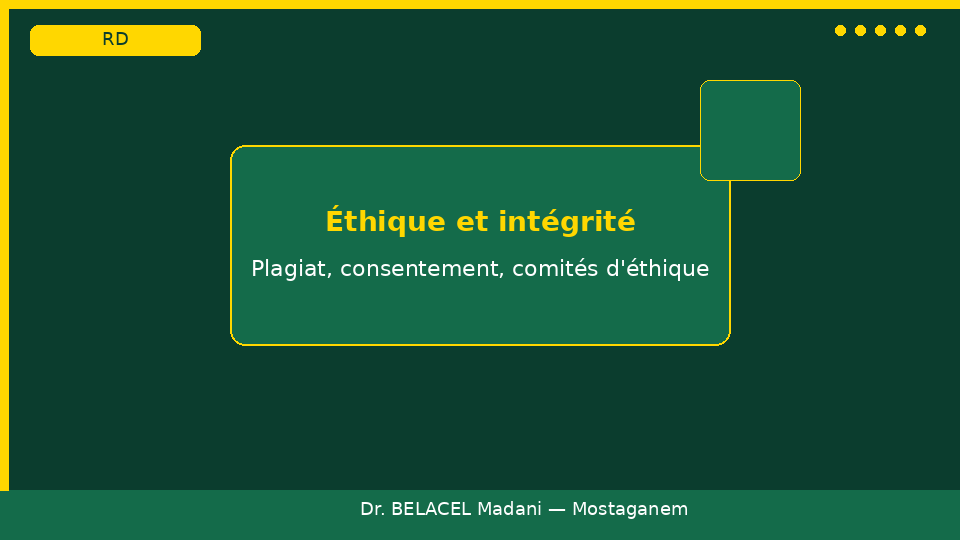 RD
Éthique et intégrité
Plagiat, consentement, comités d'éthique
Dr. BELACEL Madani — Mostaganem